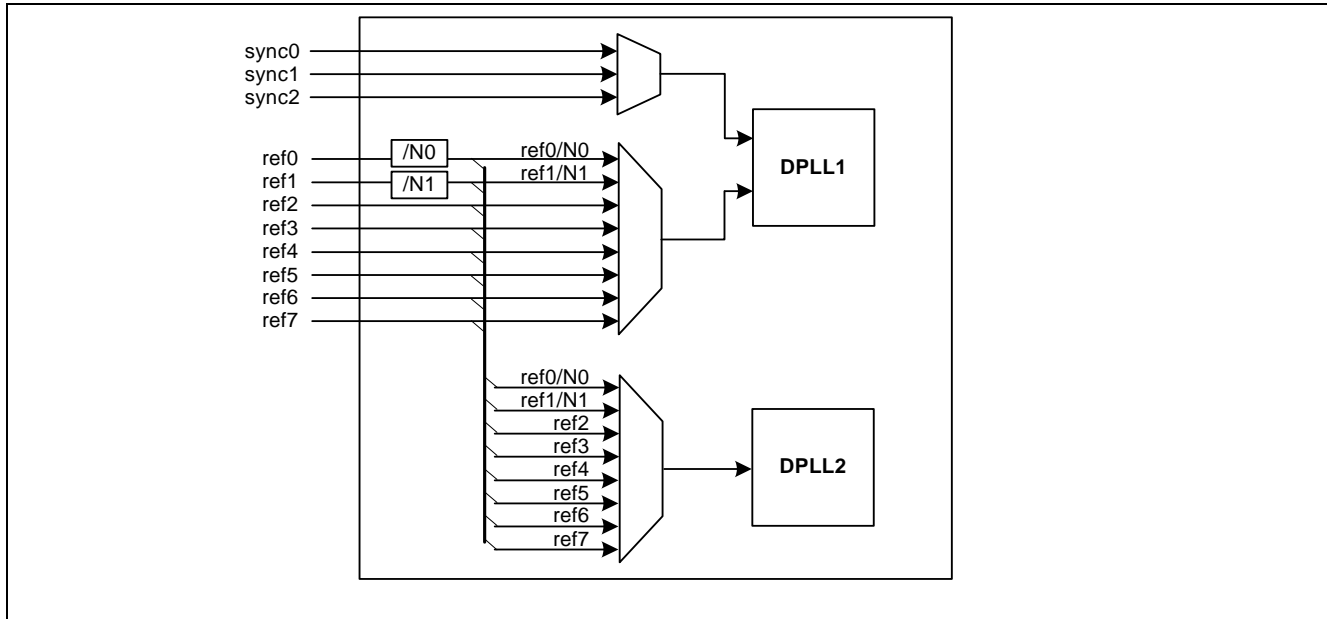 sync0
sync1
sync2
DPLL1
ref0
/N0
ref0/N0
ref1
/N1
ref1/N1
ref2
ref3
ref4
ref5
ref6
ref7
ref0/N0
ref1/N1
ref2
ref3
ref4
ref5
ref6
ref7
DPLL2